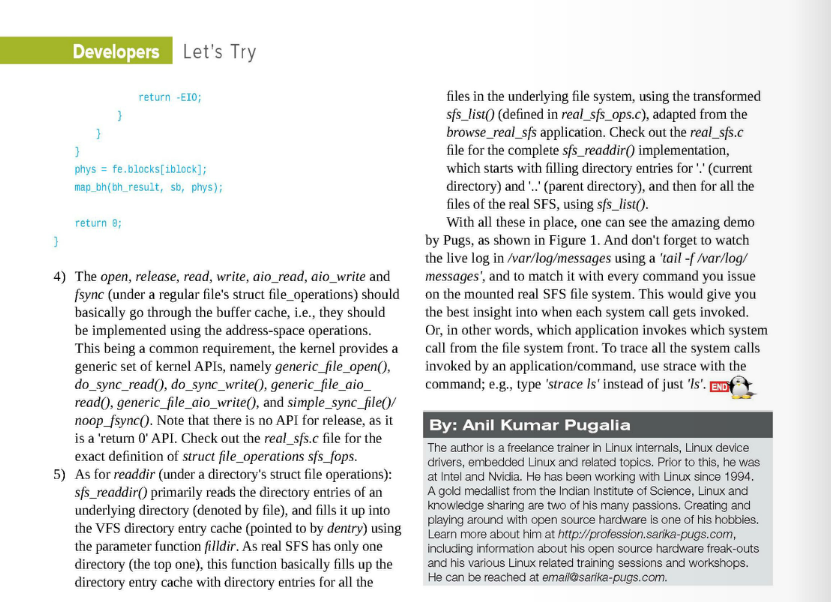 Developers Let's Try
return -EIO;
}
}
}
phys = fe.blocks[iblock];
map_bh(bh_result, sb, phys);
return 0;
}
4) The open, release, read, write, aio_read, aio_write and
fsync (under a regular file's struct file_operations) should
basically go through the buffer cache, i.e., they should
be implemented using the address-space operations.
This being a common requirement, the kernel provides a
generic set of kernel APIs, namely generic_file_open(),
do_sync_read(), do_sync_write(), generic_file_aio_
read(), generic_file_aio_write(), and simple_sync_file()/
noop_fsync(). Note that there is no API for release, as it
is a 'return 0' API. Check out the real_sfs.c file for the
exact definition of struct file_operations sfs_fops.
5) As for readdir (under a directory's struct file operations):
sfs_readdir() primarily reads the directory entries of an
underlying directory (denoted by file), and fills it up into
the VFS directory entry cache (pointed to by dentry) using
the parameter function filldir. As real SFS has only one
directory (the top one), this function basically fills up the
directory entry cache with directory entries for all the
files in the underlying file system, using the transformed
sfs_list() (defined in real_sfs_ops.c), adapted from the
browse_real_sfs application. Check out the real_sfs.c
file for the complete sfs_readdir() implementation,
which starts with filling directory entries for '.' (current
directory) and '..' (parent directory), and then for all the
files of the real SFS, using sfs_list().
With all these in place, one can see the amazing demo
by Pugs, as shown in Figure 1. And don't forget to watch
the live log in /var/log/messages using a 'tail -f /var/log/
messages', and to match it with every command you issue
on the mounted real SFS file system. This would give you
the best insight into when each system call gets invoked.
Or, in other words, which application invokes which system
call from the file system front. To trace all the system calls
invoked by an application/command, use strace with the
command; e.g., type 'strace ls' instead of just 'ls'. END
By: Anil Kumar Pugalia
The author is a freelance trainer in Linux internals, Linux device
drivers, embedded Linux and related topics. Prior to this, he was
at Intel and Nvidia. He has been working with Linux since 1994.
A gold medallist from the Indian Institute of Science, Linux and
knowledge sharing are two of his many passions. Creating and
playing around with open source hardware is one of his hobbies.
Learn more about him at http://profession.sarika-pugs.com,
including information about his open source hardware freak-outs
and his various Linux related training sessions and workshops.
He can be reached at email@sarika-pugs.com.